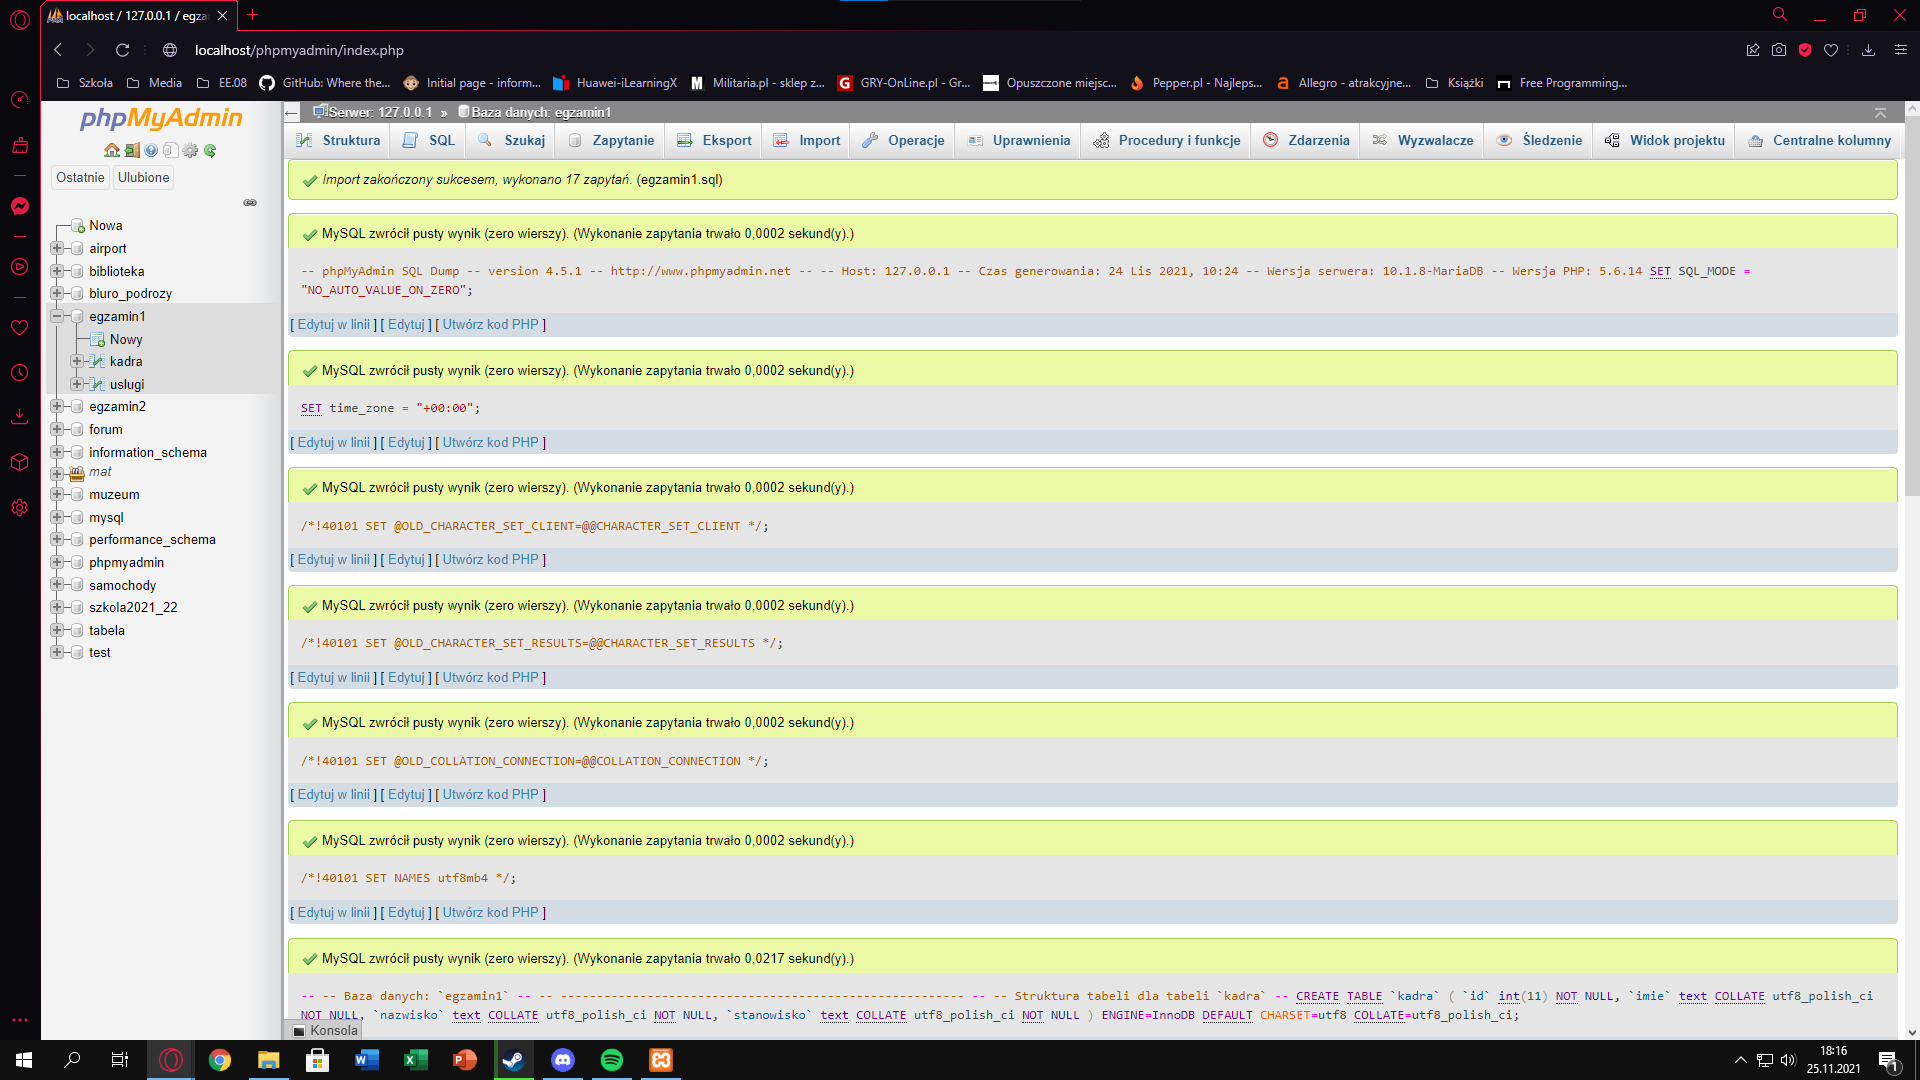 localhost / 127.0.0.1 / egza
localhost/phpmyadmin/index.php
Szkoła
Media
EE.08
GitHub: Where the...
Initial page - inform...
Huawei-iLearningX
Militaria.pl - sklep z...
GRY-OnLine.pl - Gr...
Opuszczone miejsc...
Pepper.pl - Najleps...
Allegro - atrakcyjne...
Książki
Free Programming...
phpMyAdmin
Ostatnie
Ulubione
Nowa
airport
biblioteka
biuro_podrozy
egzamin1
Nowy
kadra
uslugi
egzamin2
forum
information_schema
mat
muzeum
mysql
performance_schema
phpmyadmin
samochody
szkola2021_22
tabela
test
Serwer: 127.0.0.1 » Baza danych: egzamin1
Struktura
SQL
Szukaj
Zapytanie
Eksport
Import
Operacje
Uprawnienia
Procedury i funkcje
Zdarzenia
Wyzwalacze
Śledzenie
Widok projektu
Centralne kolumny
Import zakończony sukcesem, wykonano 17 zapytań. (egzamin1.sql)
MySQL zwrócił pusty wynik (zero wierszy). (Wykonanie zapytania trwało 0,0002 sekund(y).)
-- phpMyAdmin SQL Dump -- version 4.5.1 -- http://www.phpmyadmin.net -- -- Host: 127.0.0.1 -- Czas generowania: 24 Lis 2021, 10:24 -- Wersja serwera: 10.1.8-MariaDB -- Wersja PHP: 5.6.14 SET SQL_MODE =
"NO_AUTO_VALUE_ON_ZERO";
[ Edytuj w linii ] [ Edytuj ] [ Utwórz kod PHP ]
MySQL zwrócił pusty wynik (zero wierszy). (Wykonanie zapytania trwało 0,0002 sekund(y).)
SET time_zone = "+00:00";
[ Edytuj w linii ] [ Edytuj ] [ Utwórz kod PHP ]
MySQL zwrócił pusty wynik (zero wierszy). (Wykonanie zapytania trwało 0,0002 sekund(y).)
/*!40101 SET @OLD_CHARACTER_SET_CLIENT=@@CHARACTER_SET_CLIENT */;
[ Edytuj w linii ] [ Edytuj ] [ Utwórz kod PHP ]
MySQL zwrócił pusty wynik (zero wierszy). (Wykonanie zapytania trwało 0,0002 sekund(y).)
/*!40101 SET @OLD_CHARACTER_SET_RESULTS=@@CHARACTER_SET_RESULTS */;
[ Edytuj w linii ] [ Edytuj ] [ Utwórz kod PHP ]
MySQL zwrócił pusty wynik (zero wierszy). (Wykonanie zapytania trwało 0,0002 sekund(y).)
/*!40101 SET @OLD_COLLATION_CONNECTION=@@COLLATION_CONNECTION */;
[ Edytuj w linii ] [ Edytuj ] [ Utwórz kod PHP ]
MySQL zwrócił pusty wynik (zero wierszy). (Wykonanie zapytania trwało 0,0002 sekund(y).)
/*!40101 SET NAMES utf8mb4 */;
[ Edytuj w linii ] [ Edytuj ] [ Utwórz kod PHP ]
MySQL zwrócił pusty wynik (zero wierszy). (Wykonanie zapytania trwało 0,0217 sekund(y).)
-- -- Baza danych: `egzamin1` -- -- -------------------------------------------------------- -- -- Struktura tabeli dla tabeli `kadra` -- CREATE TABLE `kadra` ( `id` int(11) NOT NULL, `imie` text COLLATE utf8_polish_ci
NOT NULL, `nazwisko` text COLLATE utf8_polish_ci NOT NULL, `stanowisko` text COLLATE utf8_polish_ci NOT NULL ) ENGINE=InnoDB DEFAULT CHARSET=utf8 COLLATE=utf8_polish_ci;
Konsola
18:16
25.11.2021
1